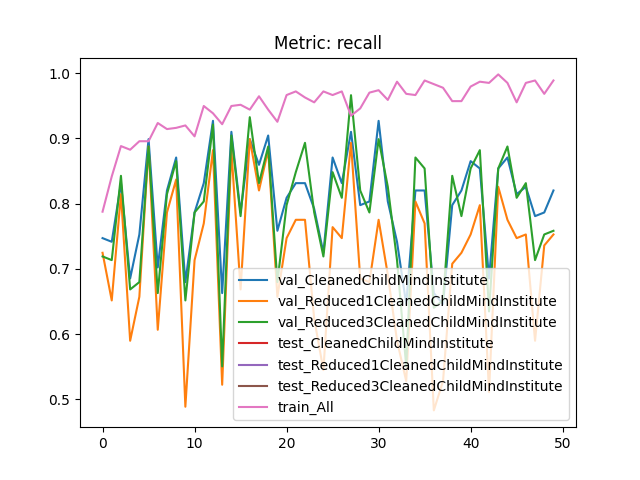 Metric: recall
1.0
0.9
0.8
0.7
0.6
0.5
val_CleanedChildMindInstitute
val_Reduced1CleanedChildMindInstitute
val_Reduced3CleanedChildMindInstitute
test_CleanedChildMindInstitute
test_Reduced1CleanedChildMindInstitute
test_Reduced3CleanedChildMindInstitute
train_All
0 10 20 30 40 50